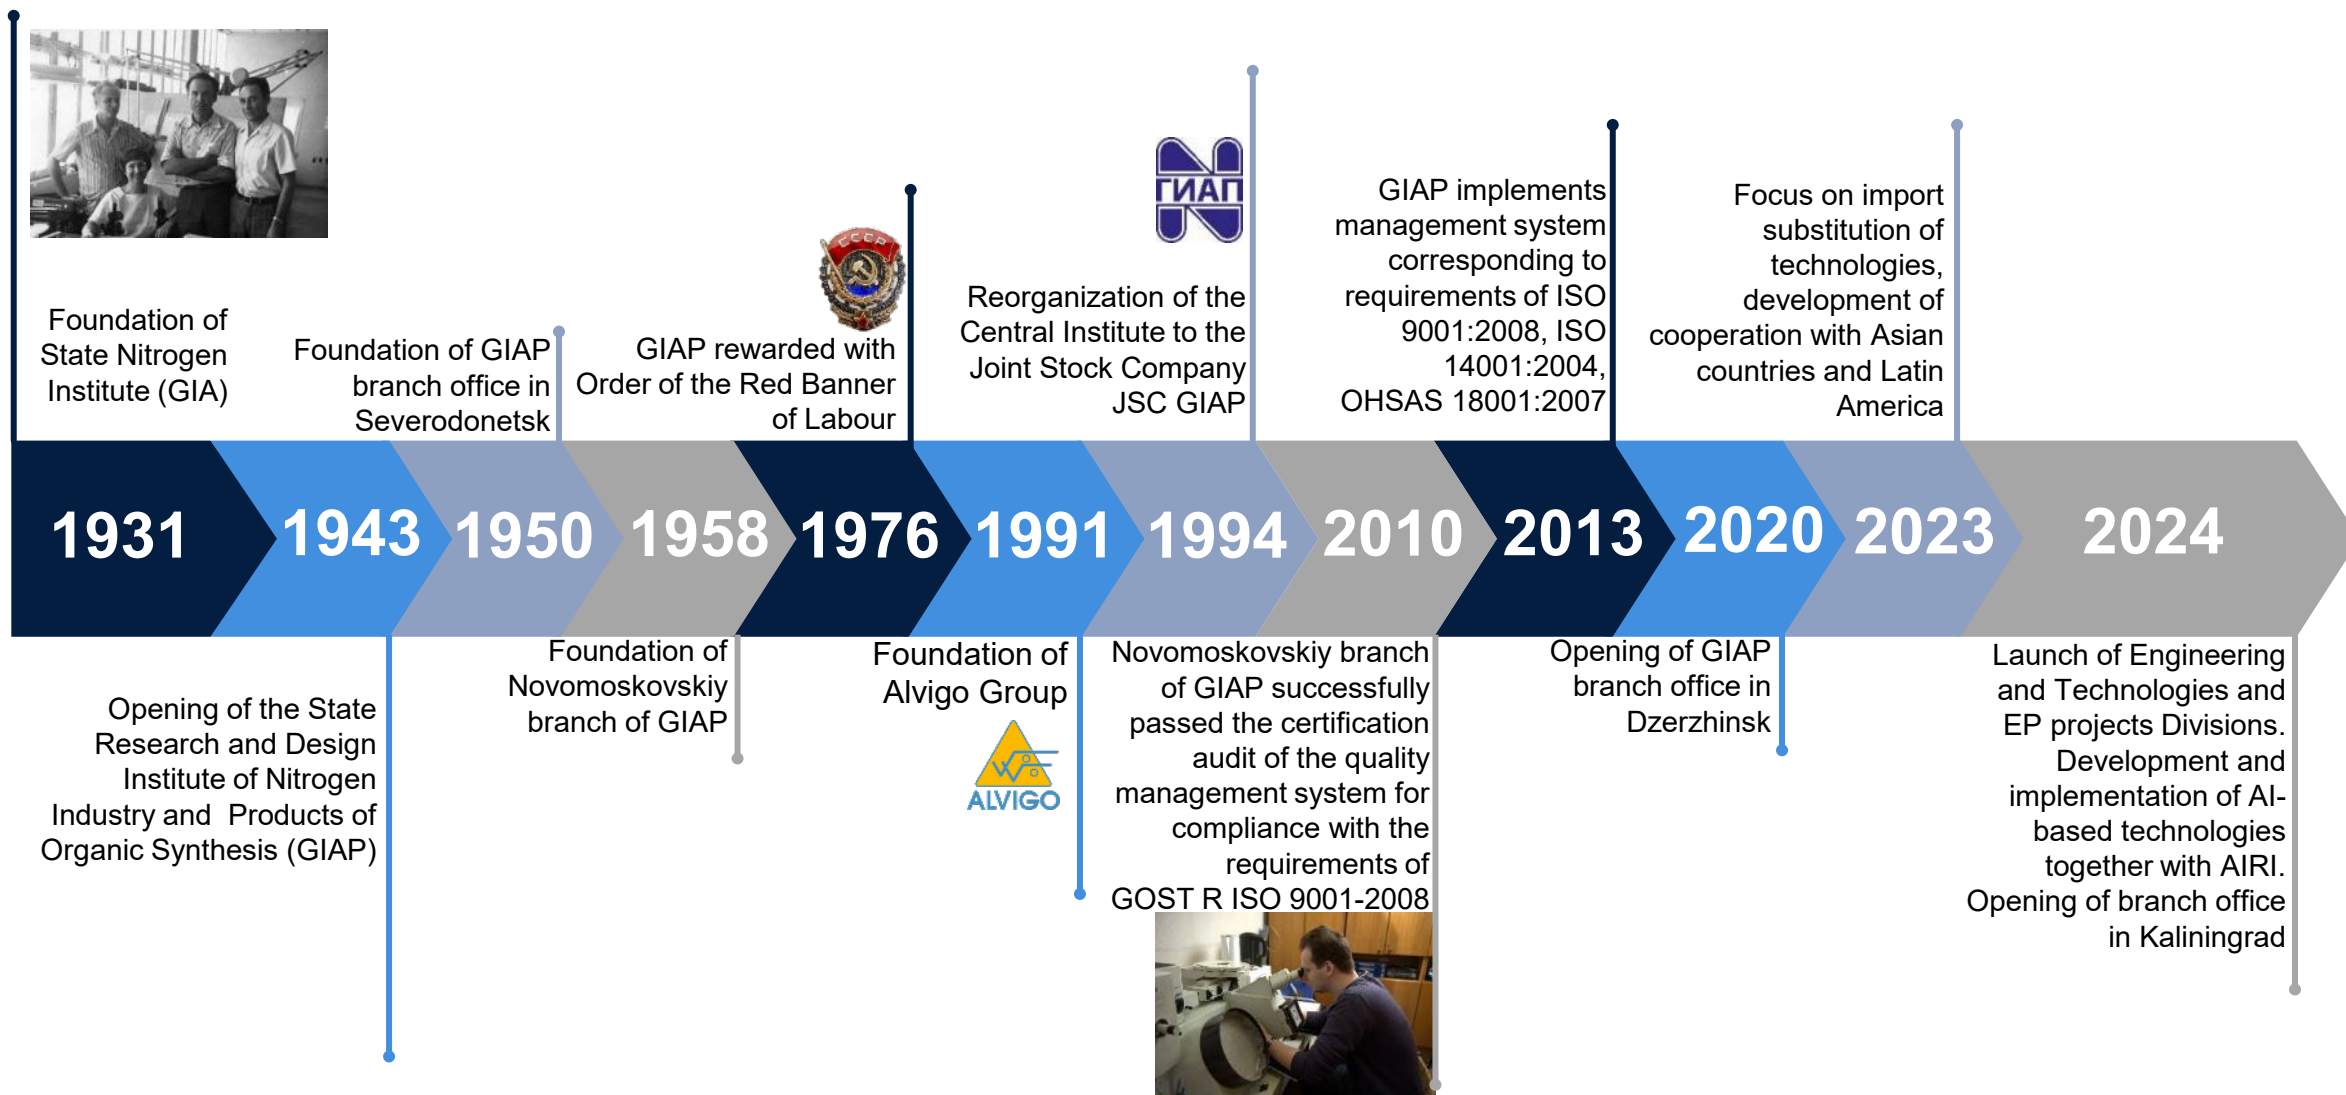 Foundation of
State Nitrogen
Institute (GIA)
Foundation of GIAP
branch office in
Severodonetsk
СССР
GIAP rewarded with
Order of the Red Banner
of Labour
ГИАП
Reorganization of the
Central Institute to the
Joint Stock Company
JSC GIAP
GIAP implements
management system
corresponding to
requirements of ISO
9001:2008, ISO
14001:2004,
OHSAS 18001:2007
Focus on import
substitution of
technologies,
development of
cooperation with Asian
countries and Latin
America
1931 1943 1950 1958 1976 1991 1994 2010 2013 2020 2023 2024
Opening of the State
Research and Design
Institute of Nitrogen
Industry and  Products of
Organic Synthesis (GIAP)
Foundation of
Novomoskovskiy
branch of GIAP
Foundation of
Alvigo Group
ALVIGO
Novomoskovskiy branch
of GIAP successfully
passed the certification
audit of the quality
management system for
compliance with the
requirements of
GOST R ISO 9001-2008
Opening of GIAP
branch office in
Dzerzhinsk
Launch of Engineering
and Technologies and
EP projects Divisions.
Development and
implementation of AI-
based technologies
together with AIRI.
Opening of branch office
in Kaliningrad